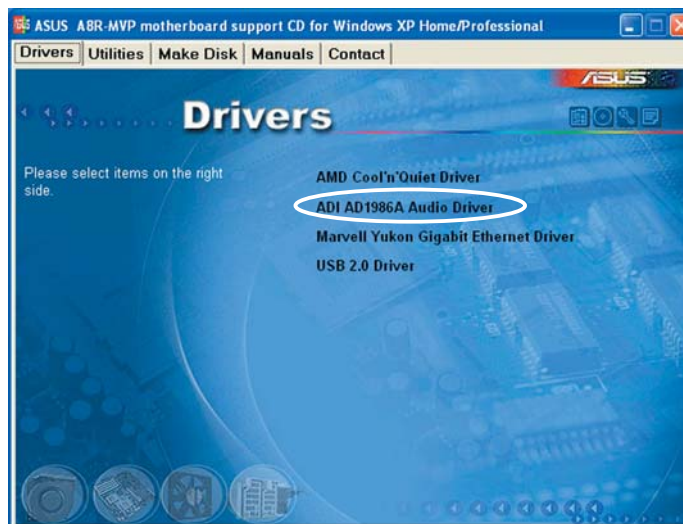 ASUS A8R-MVP motherboard support CD for Windows XP Home/Professional
Drivers Utilities Make Disk Manuals Contact
ASUS
Drivers
Please select items on the right
side.
AMD Cool'n'Quiet Driver
ADI AD1986A Audio Driver
Marvell Yukon Gigabit Ethernet Driver
USB 2.0 Driver